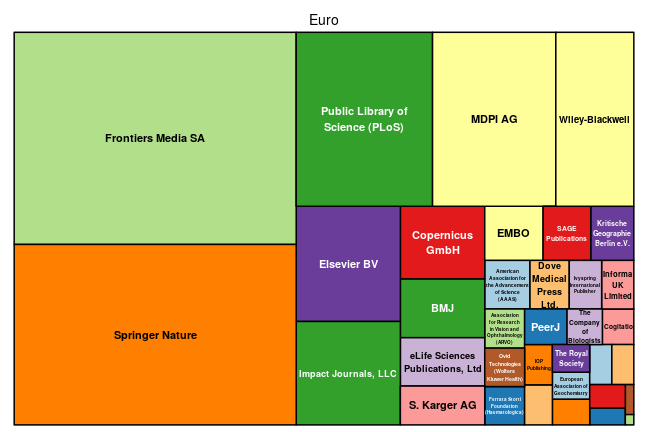 Euro
Frontiers Media SA
Springer Nature
Public Library of
Science (PLoS)
MDPI AG
Wiley-Blackwell
Elsevier BV
Impact Journals, LLC
Copernicus
GmbH
BMJ
eLife Sciences
Publications, Ltd
S. Karger AG
EMBO
SAGE
Publications
Kritische
Geographie
Berlin e.V.
American
Association for
the Advancement
of Science
(AAAS)
Dove
Medical
Press
Ltd.
Ivyspring
International
Publisher
Informa
UK
Limited
Association
for Research
in Vision and
Ophthalmology
(ARVO)
PeerJ
The
Company
of
Biologists
Cogitatio
Ovid
Technologies
(Wolters
Kluwer Health)
IOP
Publishing
The Royal
Society
European
Association of
Geochemistry
Ferrata Storti
Foundation
(Haematologica)